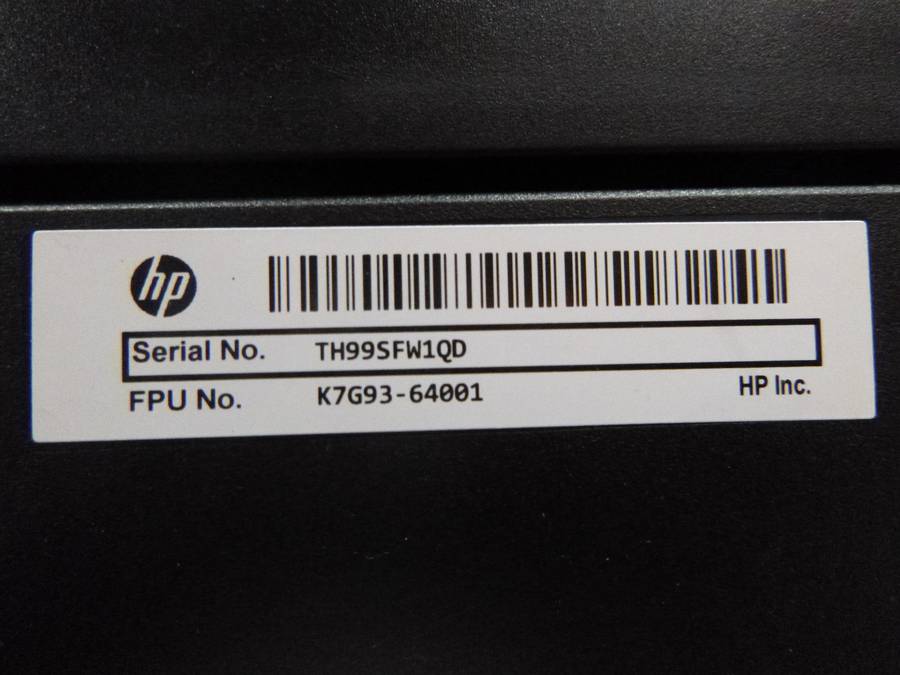 hp
Serial No. TH99SFW1QD
FPU No. K7G93-64001 HP Inc.